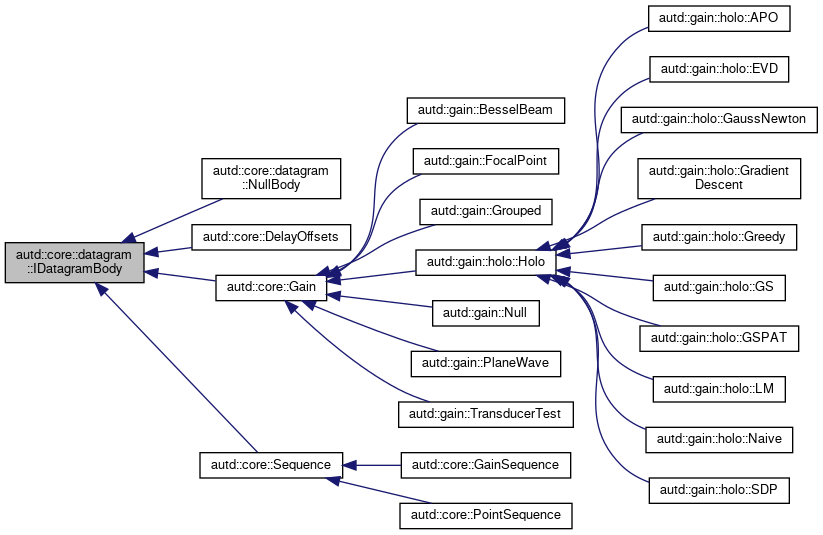 autd::core::datagram
::IDatagramBody
autd::core::datagram
::NullBody
autd::core::DelayOffsets
autd::core::Gain
autd::core::Sequence
autd::gain::BesselBeam
autd::gain::FocalPoint
autd::gain::Grouped
autd::gain::holo::Holo
autd::gain::Null
autd::gain::PlaneWave
autd::gain::TransducerTest
autd::core::GainSequence
autd::core::PointSequence
autd::gain::holo::APO
autd::gain::holo::EVD
autd::gain::holo::GaussNewton
autd::gain::holo::Gradient
Descent
autd::gain::holo::Greedy
autd::gain::holo::GS
autd::gain::holo::GSPAT
autd::gain::holo::LM
autd::gain::holo::Naive
autd::gain::holo::SDP